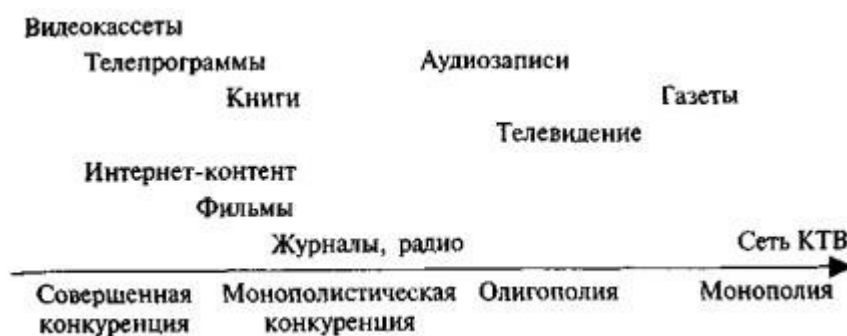 Видеокассеты
Телепрограммы Аудиозаписи
Книги Газеты
Телевидение
Интернет-контент
Фильмы
Журналы, радио Сеть КТВ
Совершенная Монополистическая Олигополия Монополия
конкуренция конкуренция